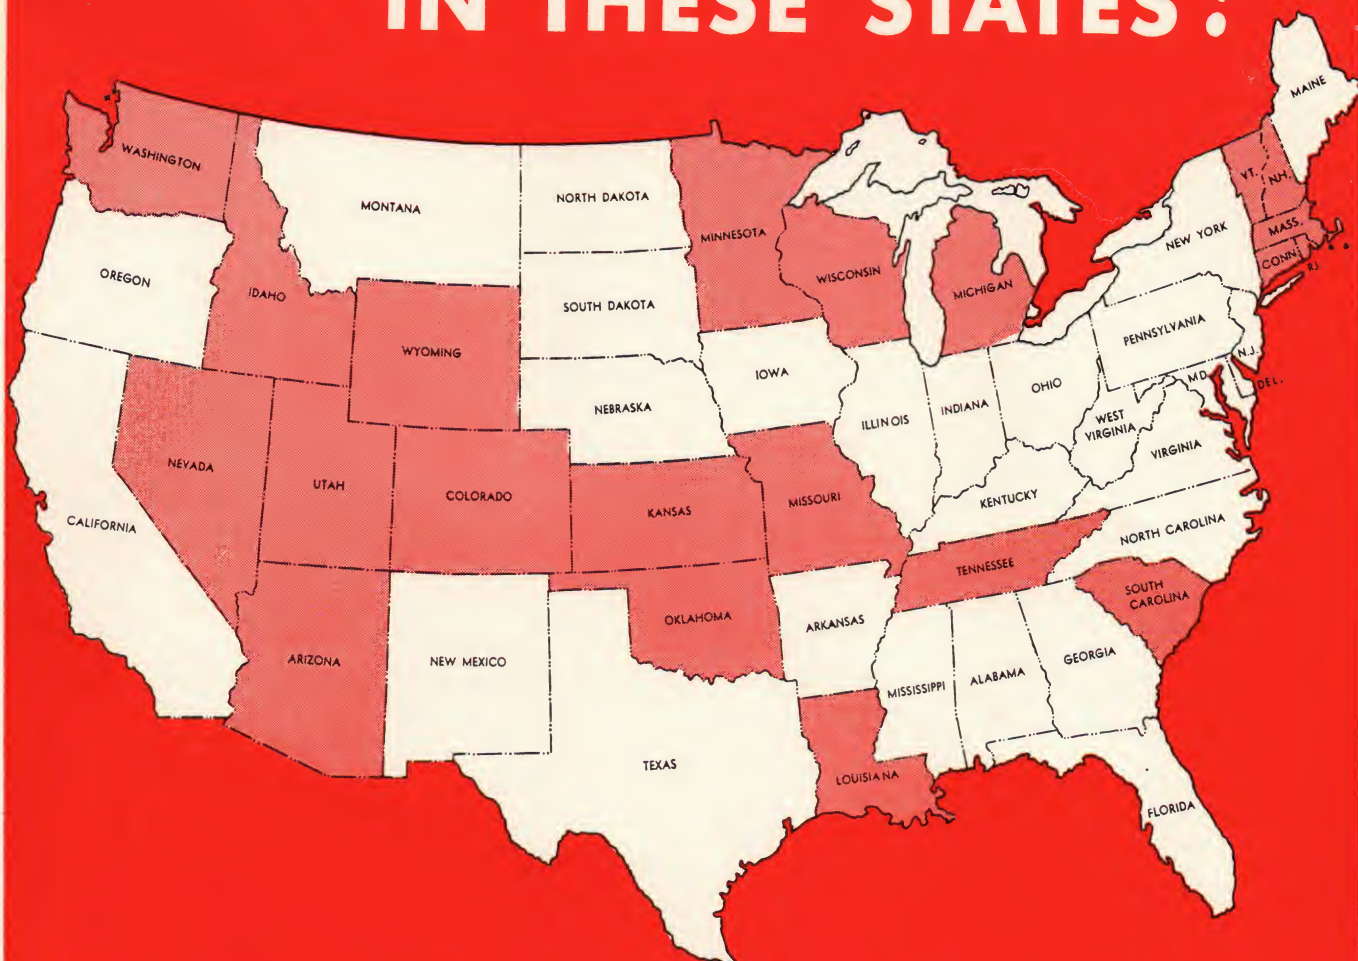 IN THESE STATES:
MAINE
WASHINGTON
MONTANA
NORTH DAKOTA
MINNESOTA
VT.
N.H.
MASS.
CONN.
R.I.
NEW YORK
WISCONSIN
MICHIGAN
OREGON
IDAHO
SOUTH DAKOTA
WYOMING
IOWA
PENNSYLVANIA
N.J.
MD.
DEL.
NEBRASKA
ILLINOIS
INDIANA
OHIO
WEST
VIRGINIA
VIRGINIA
NEVADA
UTAH
COLORADO
KANSAS
MISSOURI
KENTUCKY
CALIFORNIA
NORTH CAROLINA
TENNESSEE
SOUTH
CAROLINA
OKLAHOMA
ARKANSAS
ARIZONA
NEW MEXICO
MISSISSIPPI
ALABAMA
GEORGIA
TEXAS
LOUISIANA
FLORIDA